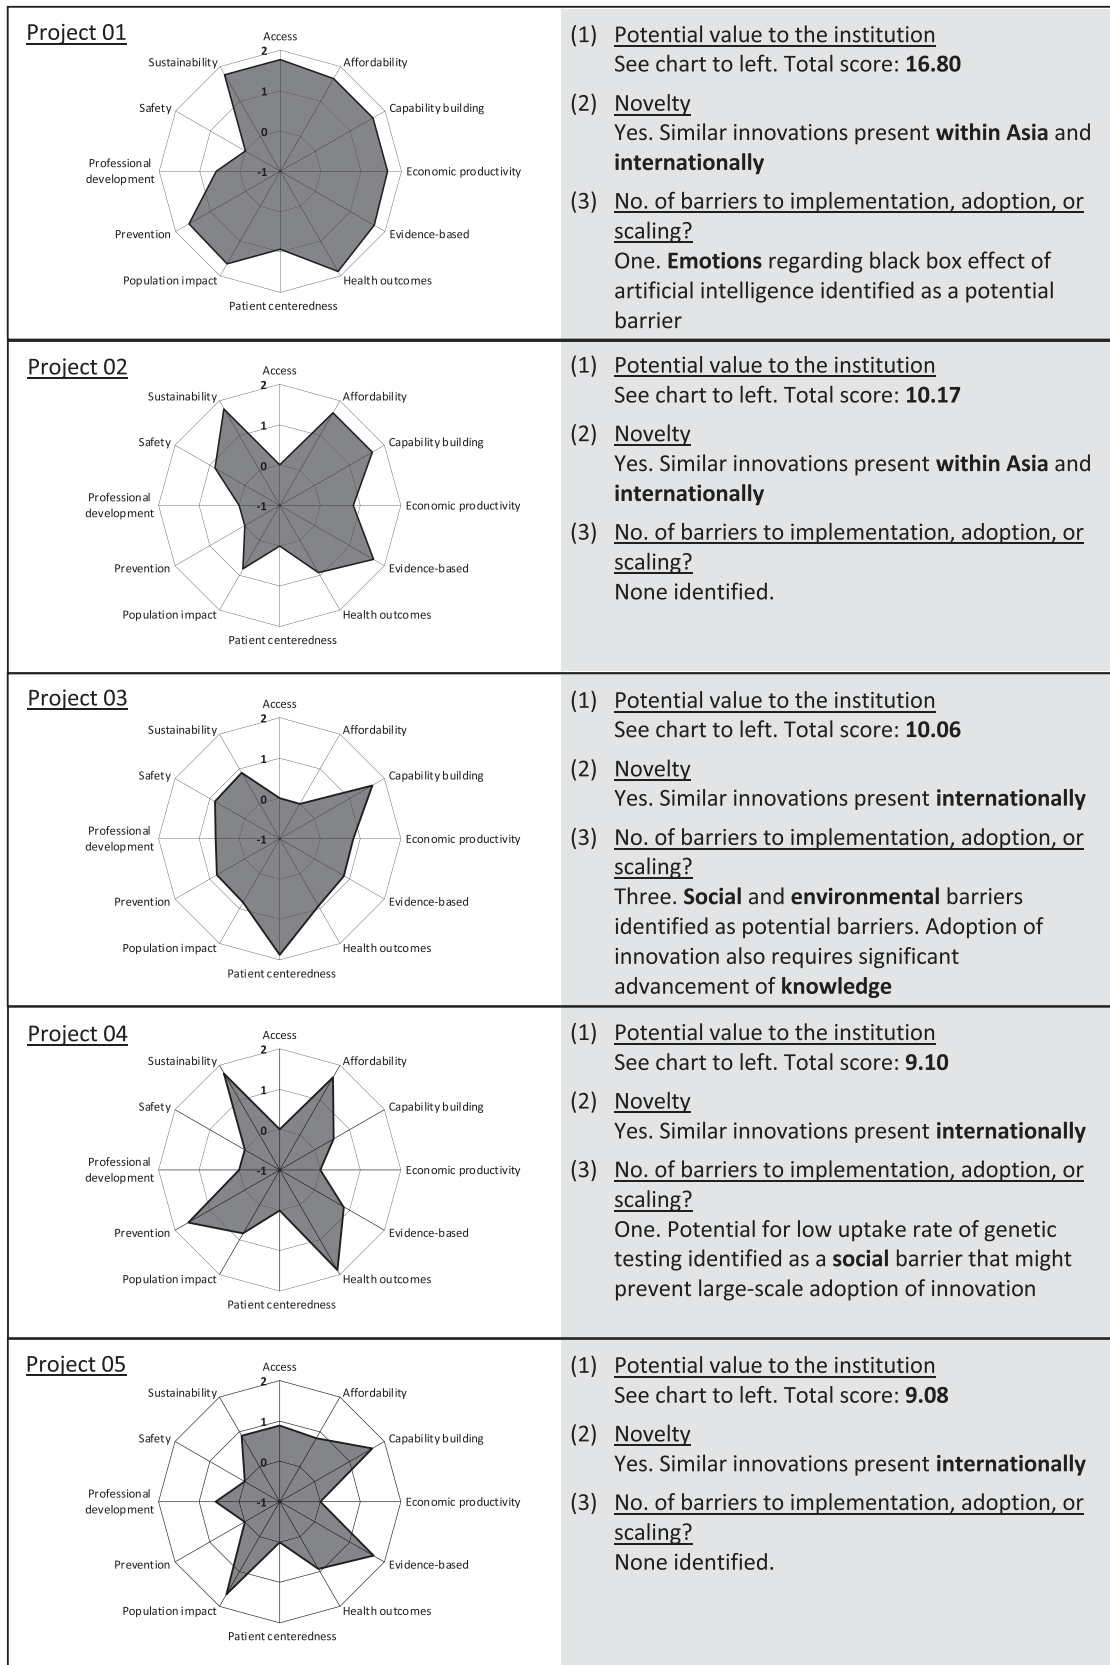 Project 01
Access
Affordability
Capability building
Economic productivity
Evidence-based
Health outcomes
Patient centeredness
Population impact
Prevention
Professional
development
Safety
Sustainability
2
1
0
-1
(1) Potential value to the institution
See chart to left. Total score: 16.80
(2) Novelty
Yes. Similar innovations present within Asia and
internationally
(3) No. of barriers to implementation, adoption, or
scaling?
One. Emotions regarding black box effect of
artificial intelligence identified as a potential
barrier
Project 02
Access
Affordability
Capability building
Economic productivity
Evidence-based
Health outcomes
Patient centeredness
Population impact
Prevention
Professional
development
Safety
Sustainability
2
1
0
-1
(1) Potential value to the institution
See chart to left. Total score: 10.17
(2) Novelty
Yes. Similar innovations present within Asia and
internationally
(3) No. of barriers to implementation, adoption, or
scaling?
None identified.
Project 03
Access
Affordability
Capability building
Economic productivity
Evidence-based
Health outcomes
Patient centeredness
Population impact
Prevention
Professional
development
Safety
Sustainability
2
1
0
-1
(1) Potential value to the institution
See chart to left. Total score: 10.06
(2) Novelty
Yes. Similar innovations present internationally
(3) No. of barriers to implementation, adoption, or
scaling?
Three. Social and environmental barriers
identified as potential barriers. Adoption of
innovation also requires significant
advancement of knowledge
Project 04
Access
Affordability
Capability building
Economic productivity
Evidence-based
Health outcomes
Patient centeredness
Population impact
Prevention
Professional
development
Safety
Sustainability
2
1
0
-1
(1) Potential value to the institution
See chart to left. Total score: 9.10
(2) Novelty
Yes. Similar innovations present internationally
(3) No. of barriers to implementation, adoption, or
scaling?
One. Potential for low uptake rate of genetic
testing identified as a social barrier that might
prevent large-scale adoption of innovation
Project 05
Access
Affordability
Capability building
Economic productivity
Evidence-based
Health outcomes
Patient centeredness
Population impact
Prevention
Professional
development
Safety
Sustainability
2
1
0
-1
(1) Potential value to the institution
See chart to left. Total score: 9.08
(2) Novelty
Yes. Similar innovations present internationally
(3) No. of barriers to implementation, adoption, or
scaling?
None identified.